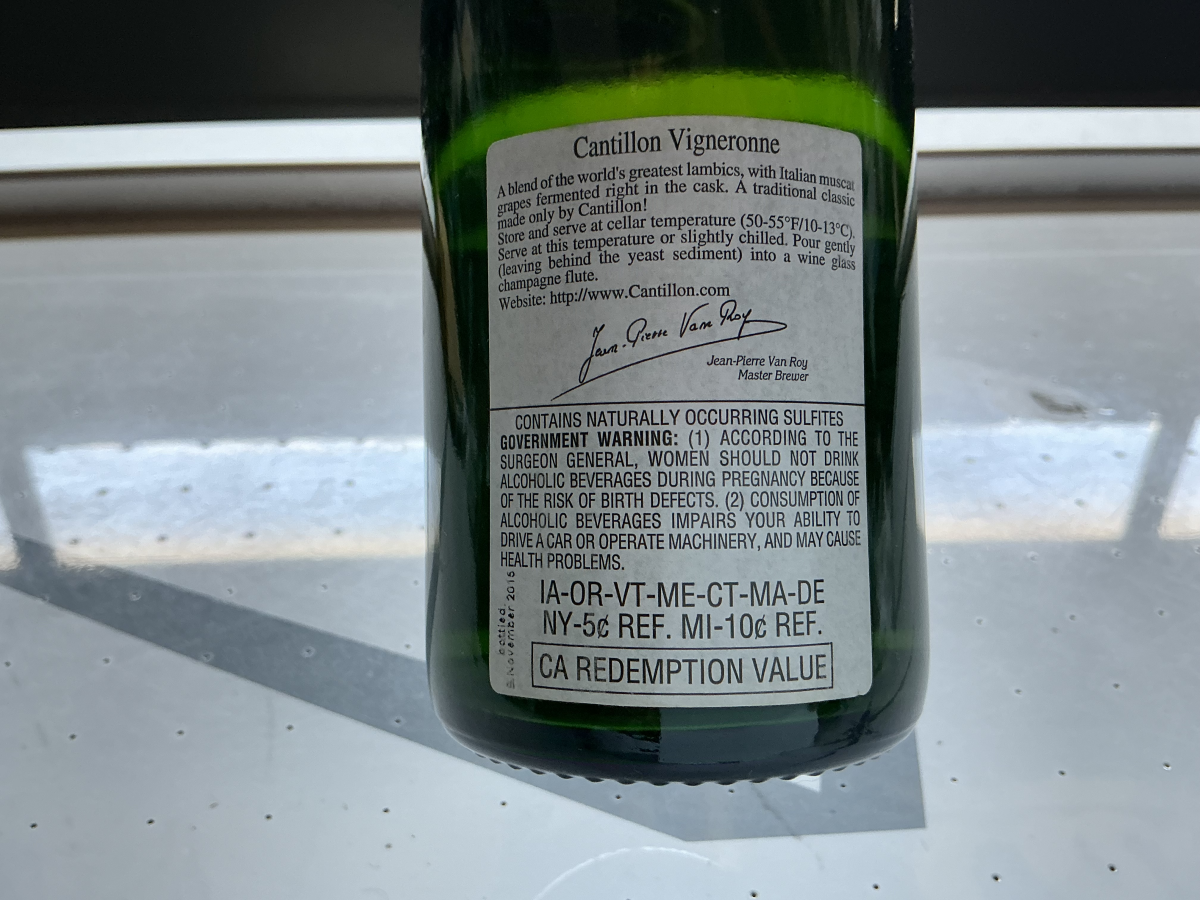 Cantillon Vigneronne
A blend of the world's greatest lambics, with Italian muscat
grapes fermented right in the cask. A traditional classic
made only by Cantillon!
Store and serve at cellar temperature (50-55°F/10-13°C).
Serve at this temperature or slightly chilled. Pour gently
(leaving behind the yeast sediment) into a wine glass
champagne flute.
Website: http://www.Cantillon.com
Jean-Pierre Van Roy
Jean-Pierre Van Roy
Master Brewer
CONTAINS NATURALLY OCCURRING SULFITES
GOVERNMENT WARNING: (1) ACCORDING TO THE
SURGEON GENERAL, WOMEN SHOULD NOT DRINK
ALCOHOLIC BEVERAGES DURING PREGNANCY BECAUSE
OF THE RISK OF BIRTH DEFECTS. (2) CONSUMPTION OF
ALCOHOLIC BEVERAGES IMPAIRS YOUR ABILITY TO
DRIVE A CAR OR OPERATE MACHINERY, AND MAY CAUSE
HEALTH PROBLEMS.
IA-OR-VT-ME-CT-MA-DE
NY-5¢ REF. MI-10¢ REF.
CA REDEMPTION VALUE
bottled
November 2015